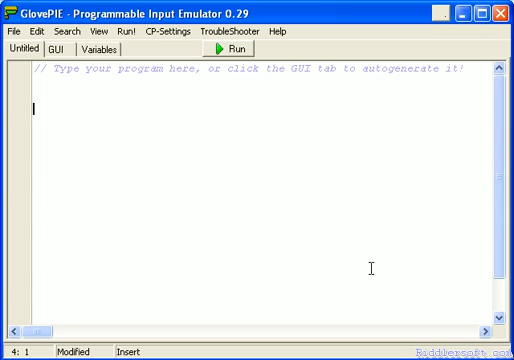 GlovePIE - Programmable Input Emulator 0.29
File Edit Search View Run! CP-Settings TroubleShooter Help
Untitled GUI Variables Run
// Type your program here, or click the GUI tab to autogenerate it!
4: 1 Modified Insert
Riddlersoft.com